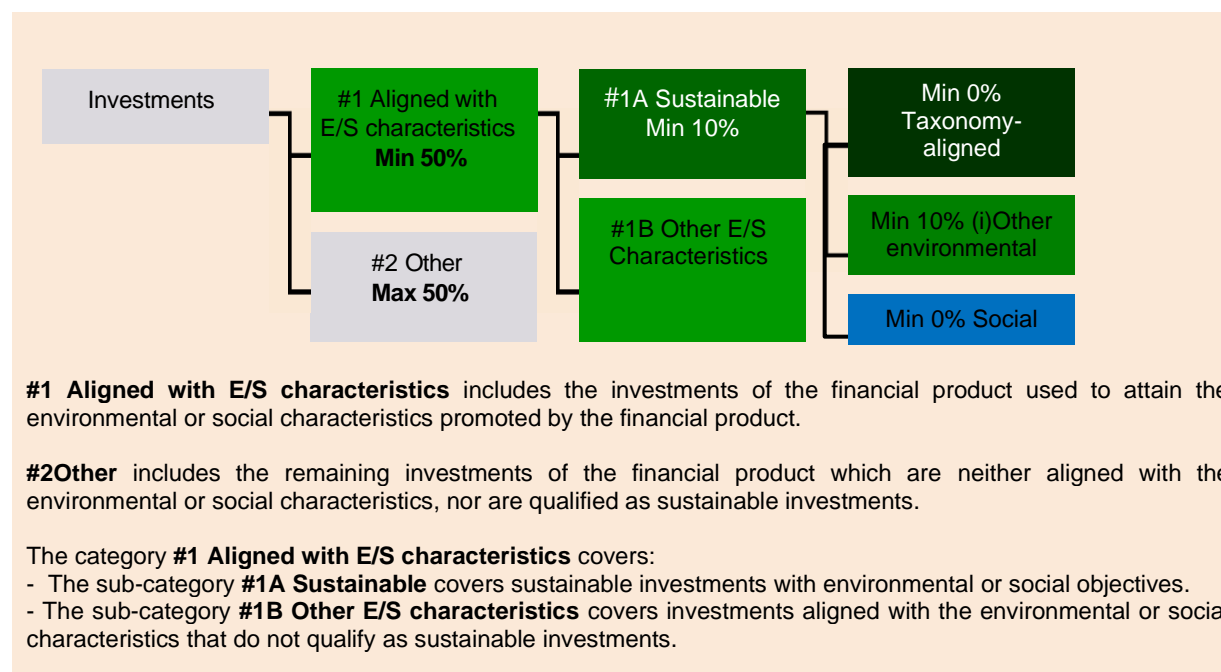 Investments
#1 Aligned with
E/S characteristics
Min 50%
#2 Other
Max 50%
#1A Sustainable
Min 10%
#1B Other E/S
Characteristics
Min 0%
Taxonomy-
aligned
Min 10% (i)Other
environmental
Min 0% Social
#1 Aligned with E/S characteristics includes the investments of the financial product used to attain the
environmental or social characteristics promoted by the financial product.
#2Other includes the remaining investments of the financial product which are neither aligned with the
environmental or social characteristics, nor are qualified as sustainable investments.
The category #1 Aligned with E/S characteristics covers:
- The sub-category #1A Sustainable covers sustainable investments with environmental or social objectives.
- The sub-category #1B Other E/S characteristics covers investments aligned with the environmental or social
characteristics that do not qualify as sustainable investments.